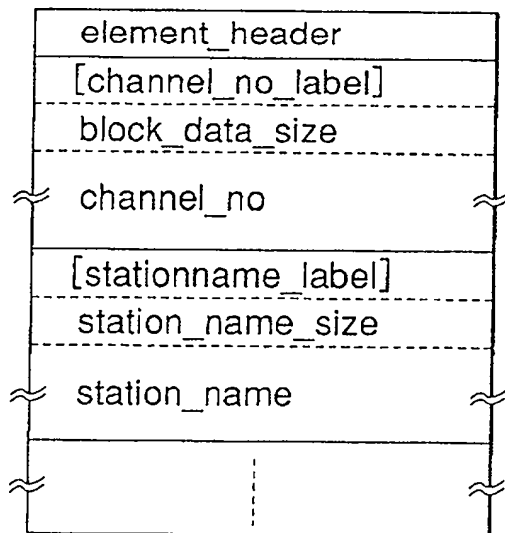 element_header
[channel_no_label]
block_data_size
channel_no
[stationname_label]
station_name_size
station_name